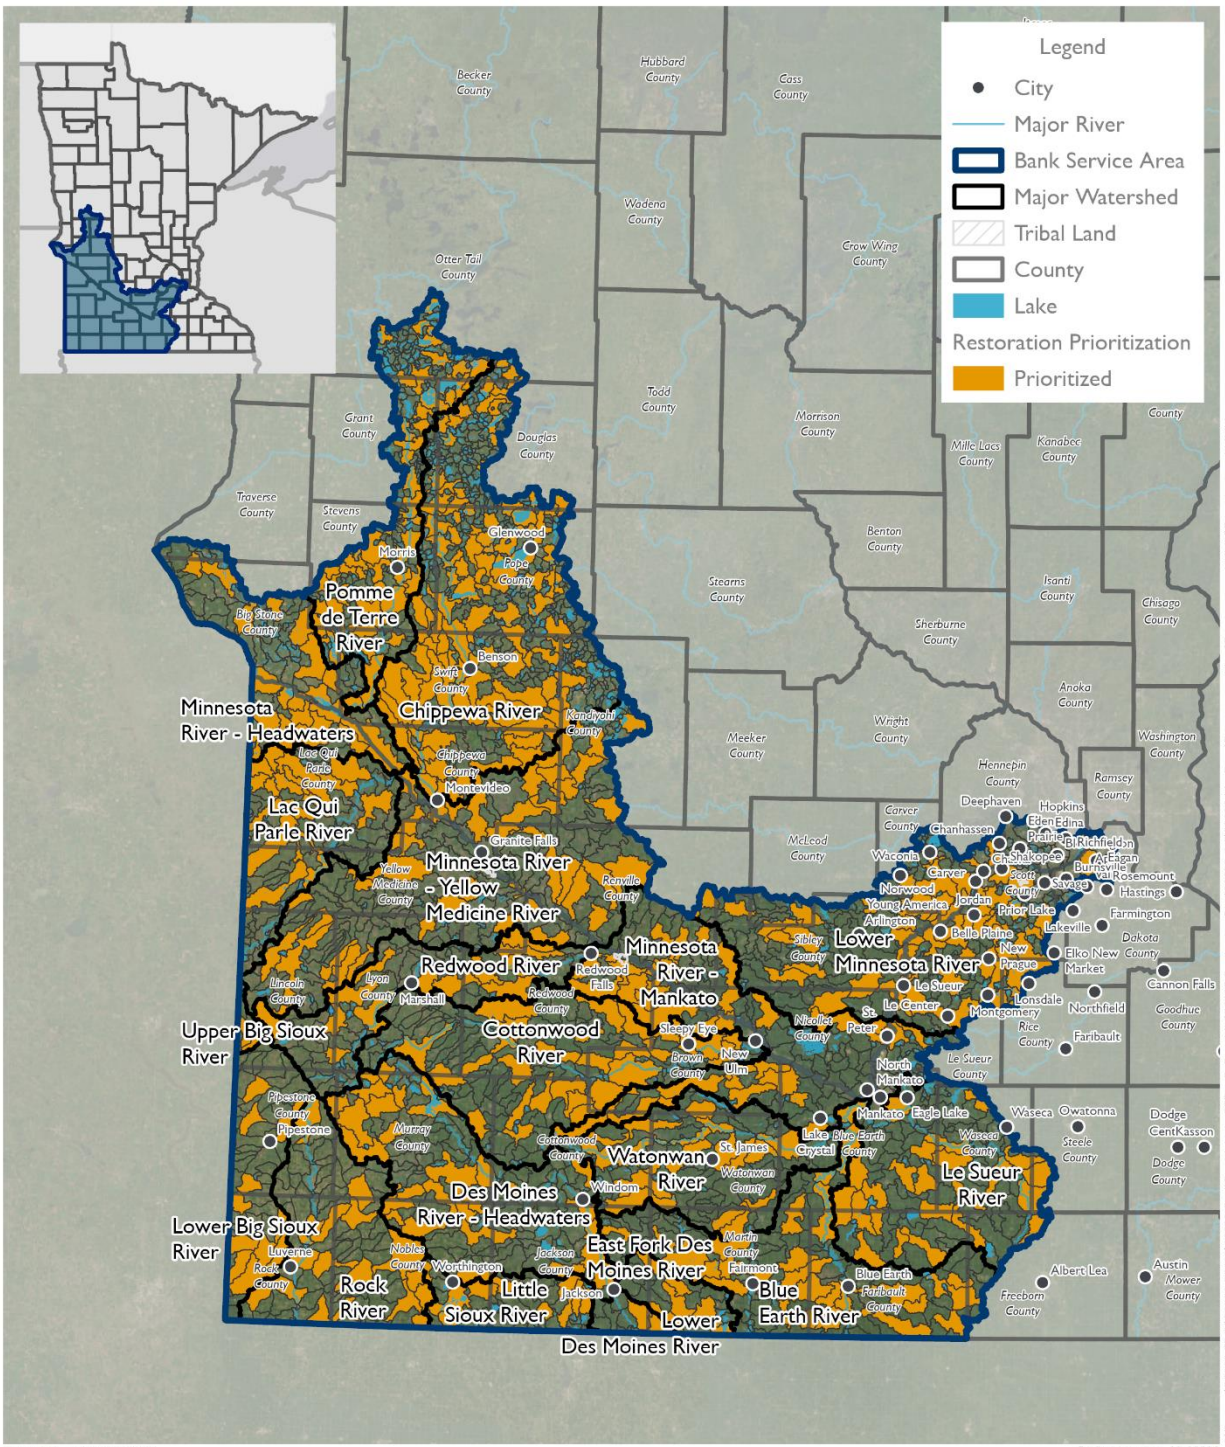 Legend
City
Major River
Bank Service Area
Major Watershed
Tribal Land
County
Lake
Restoration Prioritization
Prioritized
Becker
County
Hubbard
County
Cass
County
Wadena
County
Crow Wing
County
Otter Tail
County
Todd
County
Morrison
County
Mille Lacs
County
Kanabec
County
County
Grant
County
Douglas
County
Traverse
County
Stevens
County
Benton
County
Stearns
County
Isanti
County
Chisago
County
Sherburne
County
Anoka
County
Washington
County
Wright
County
Meeker
County
Hennepin
County
Ramsey
County
Carver
County
McLeod
County
Glenwood
Pope
County
Morris
Pomme
de Terre
River
Big Stone
County
Benson
Swift
County
Chippewa River
Kandiyohi
County
Minnesota
River - Headwaters
Lac Qui
Parle
County
Chippewa
County
Montevideo
Lac Qui
Parle River
Granite Falls
Minnesota River
- Yellow
Medicine River
Yellow
Medicine
County
Renville
County
Deephaven
Hopkins
Chanhassen
Eden
Edina
Prairie
Richfield
Shakopee
Eagan
Burnsville
Waconia
Carver
Scott
County
Savage
Rosemount
Hastings
Norwood
Young America
Jordan
Prior Lake
Farmington
Lakeville
Arlington
Belle Plaine
Dakota
County
Sibley
County
Lower
Minnesota River
New
Prague
Elko New
Market
Cannon Falls
Le Sueur
Lonsdale
Le Center
Montgomery
Northfield
Goodhue
County
Rice
County
Faribault
Minnesota
River -
Mankato
Redwood River
Redwood
Falls
Lyon
County
Marshall
Redwood
County
Lincoln
County
Cottonwood
River
Sleepy Eye
Brown
County
New
Ulm
Nicollet
County
St.
Peter
Le Sueur
County
Upper Big Sioux
River
North
Mankato
Mankato
Eagle Lake
Waseca
Owatonna
Dodge
Cent
Kasson
Steele
County
Dodge
County
Waseca
County
Pipestone
County
Pipestone
Murray
County
Cottonwood
County
Lake
Crystal
Blue Earth
County
St. James
Watonwan
River
Watonwan
County
Le Sueur
River
Des Moines
River - Headwaters
Windom
Lower Big Sioux
River
Luverne
Rock
County
Nobles
County
Jackson
County
East Fork Des
Moines River
Martin
County
Fairmont
Worthington
Rock
River
Little
Sioux River
Jackson
Blue
Earth River
Blue Earth
Faribault
County
Albert Lea
Freeborn
County
Austin
Mower
County
Lower
Des Moines River